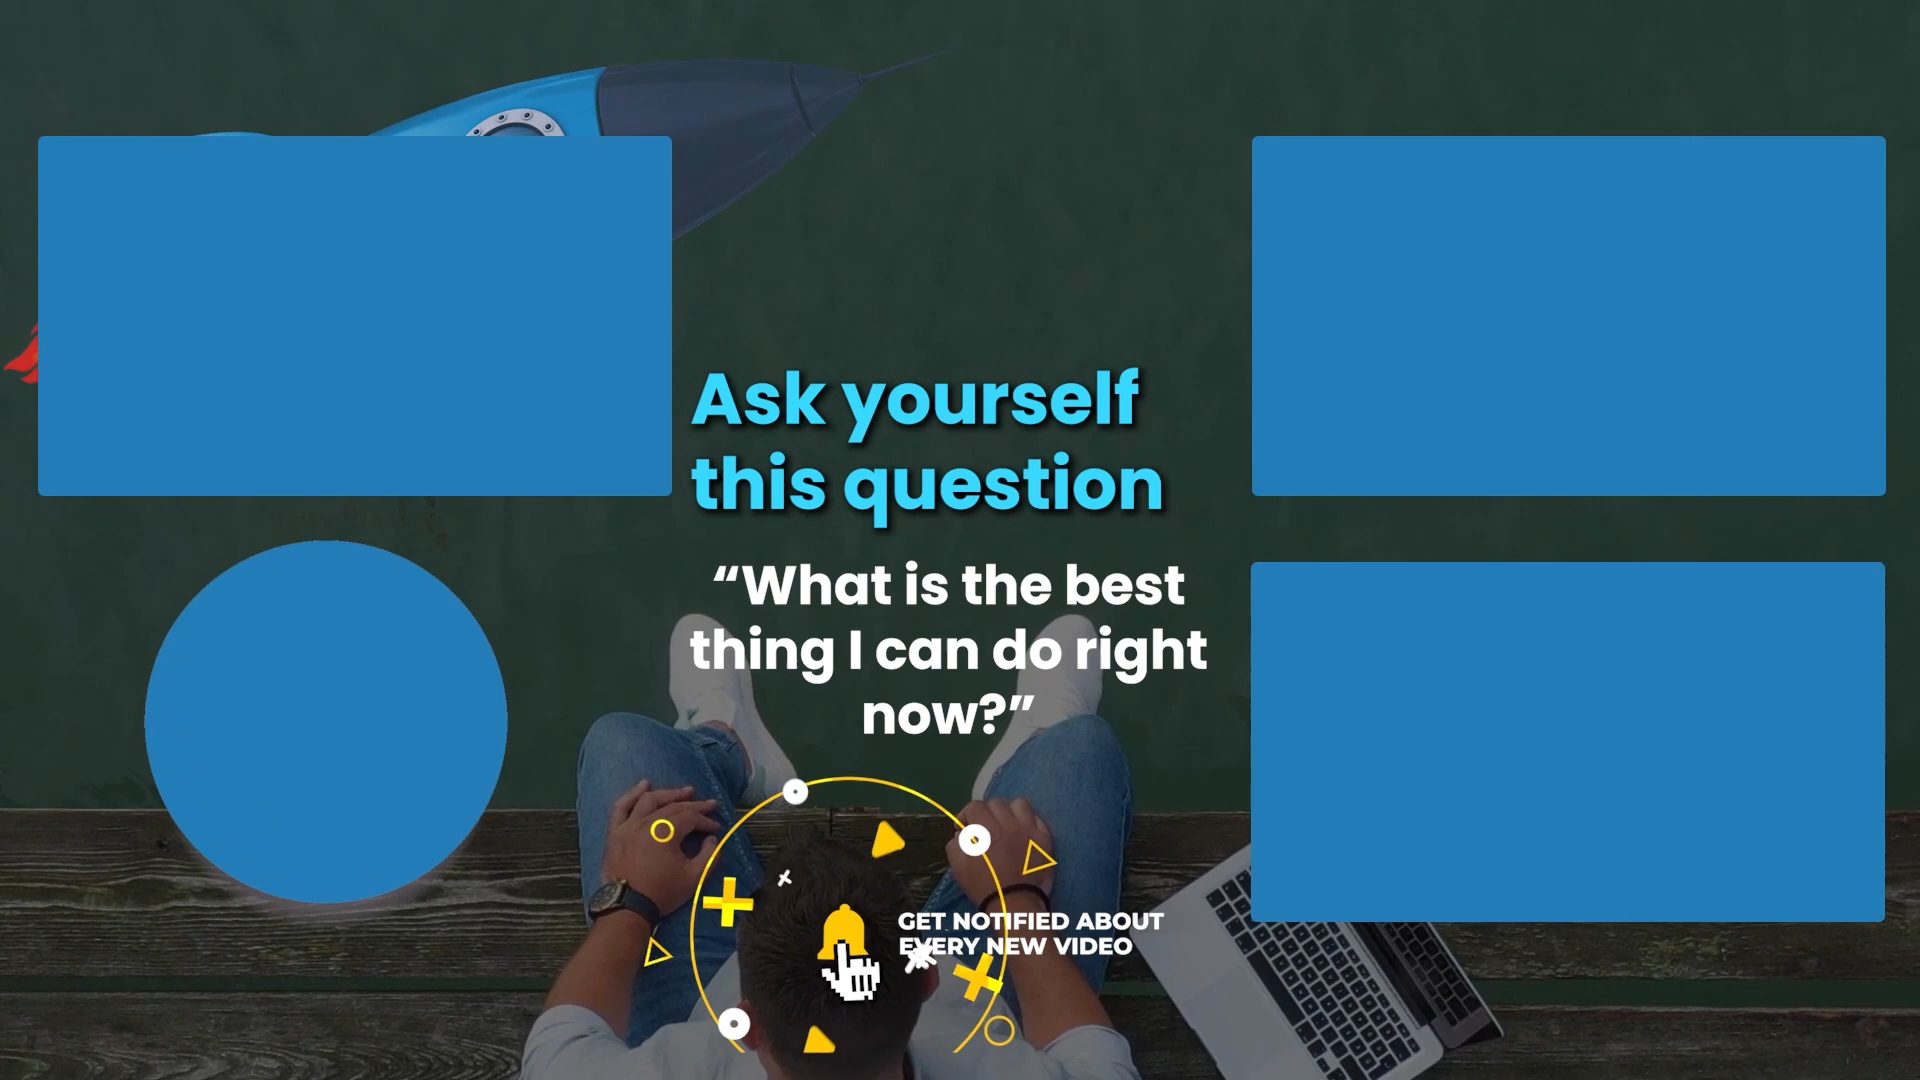 Ask yourself
this question
“What is the best
thing I can do right
now?”
GET NOTIFIED ABOUT
EVERY NEW VIDEO